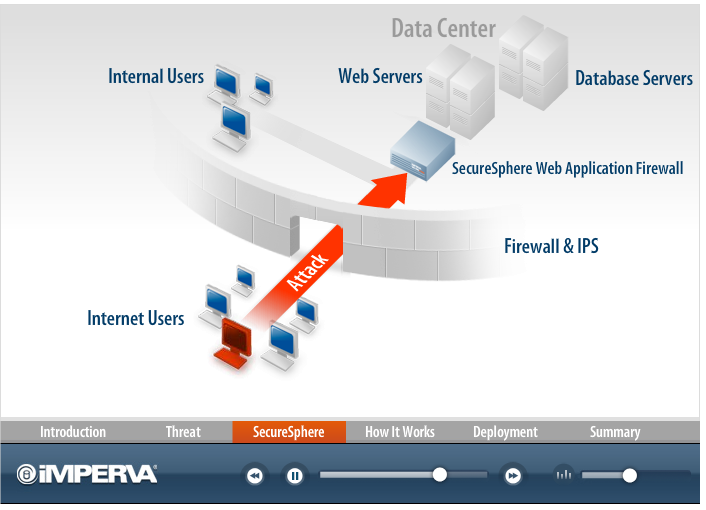 Data Center
Internal Users
Web Servers
Database Servers
SecureSphere Web Application Firewall
Firewall & IPS
Attack
Internet Users
Introduction Threat SecureSphere How It Works Deployment Summary
iMPERVA